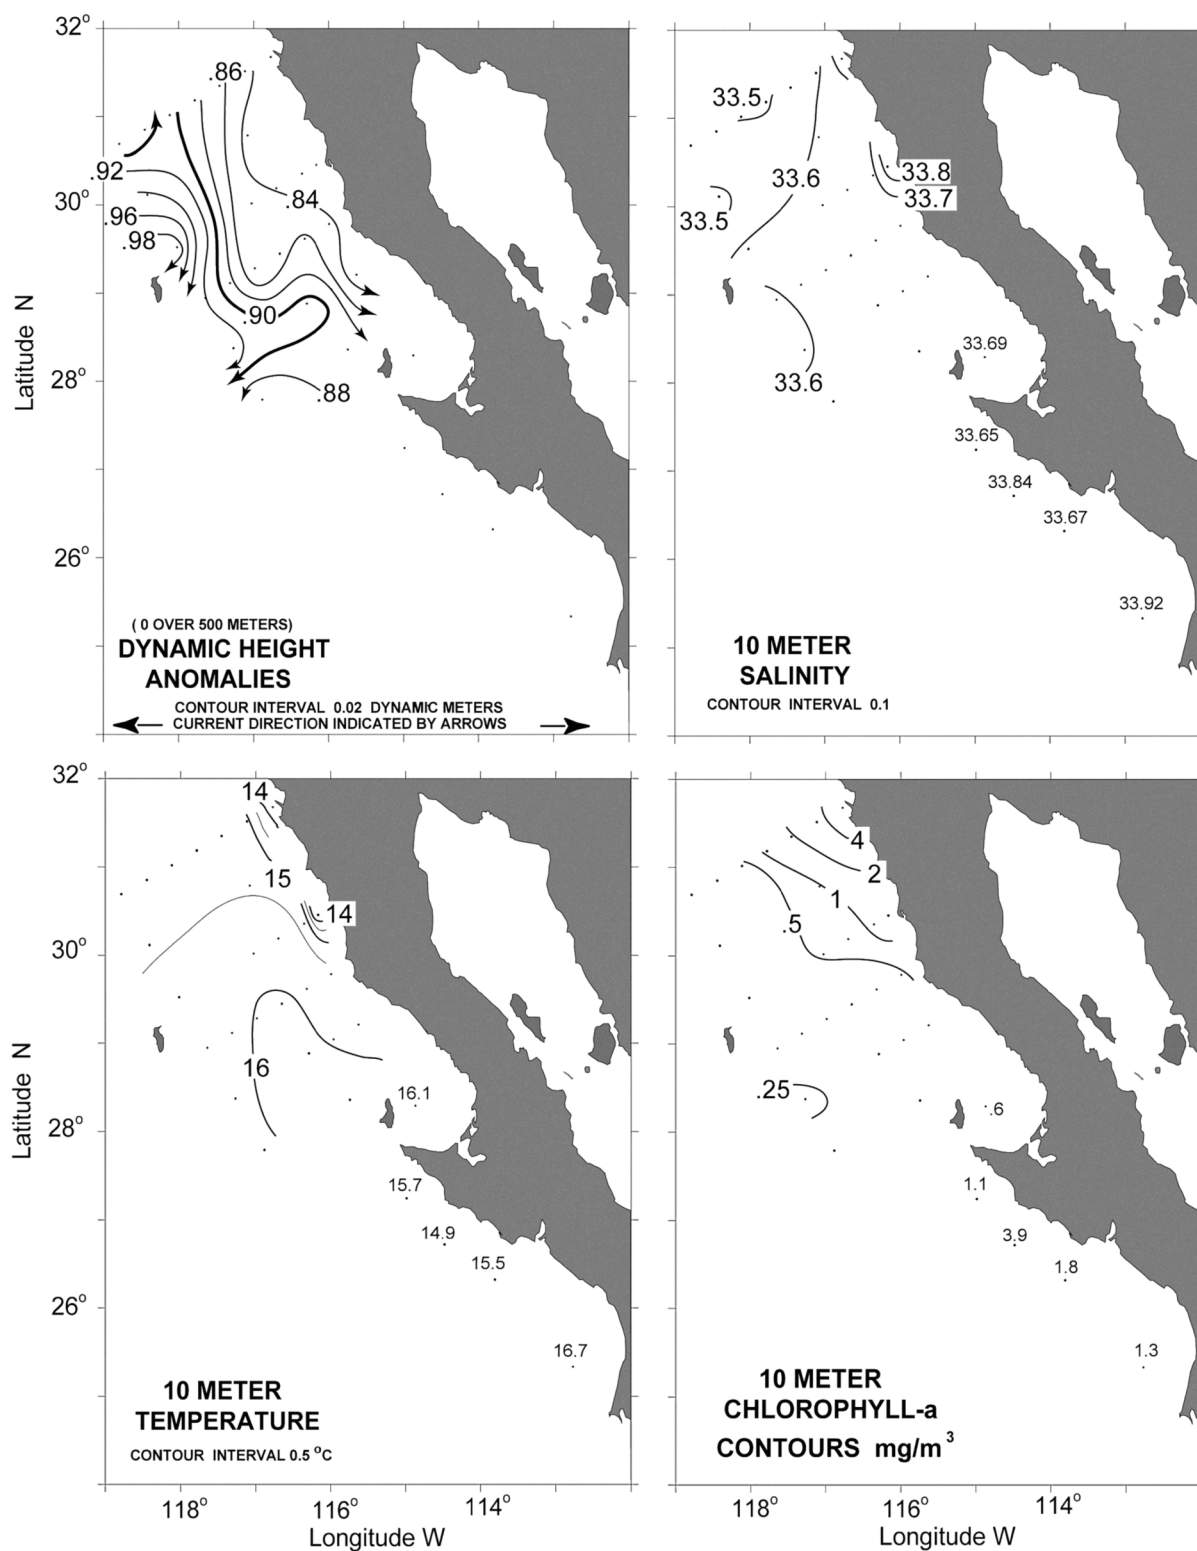 32°
30°
28°
26°
Latitude N
.86
.92
.84
.96
.98
.90
.88
( 0 OVER 500 METERS)
DYNAMIC HEIGHT
ANOMALIES
CONTOUR INTERVAL 0.02 DYNAMIC METERS
CURRENT DIRECTION INDICATED BY ARROWS
33.5
33.6
33.8
33.7
33.5
33.69
33.6
33.65
33.84
33.67
33.92
10 METER
SALINITY
CONTOUR INTERVAL 0.1
32°
30°
28°
26°
Latitude N
14
15
14
16
16.1
15.7
14.9
15.5
16.7
10 METER
TEMPERATURE
CONTOUR INTERVAL 0.5 °C
118°
116°
114°
Longitude W
4
2
1
.5
.25
.6
1.1
3.9
1.8
1.3
10 METER
CHLOROPHYLL-a
CONTOURS mg/m³
118°
116°
114°
Longitude W